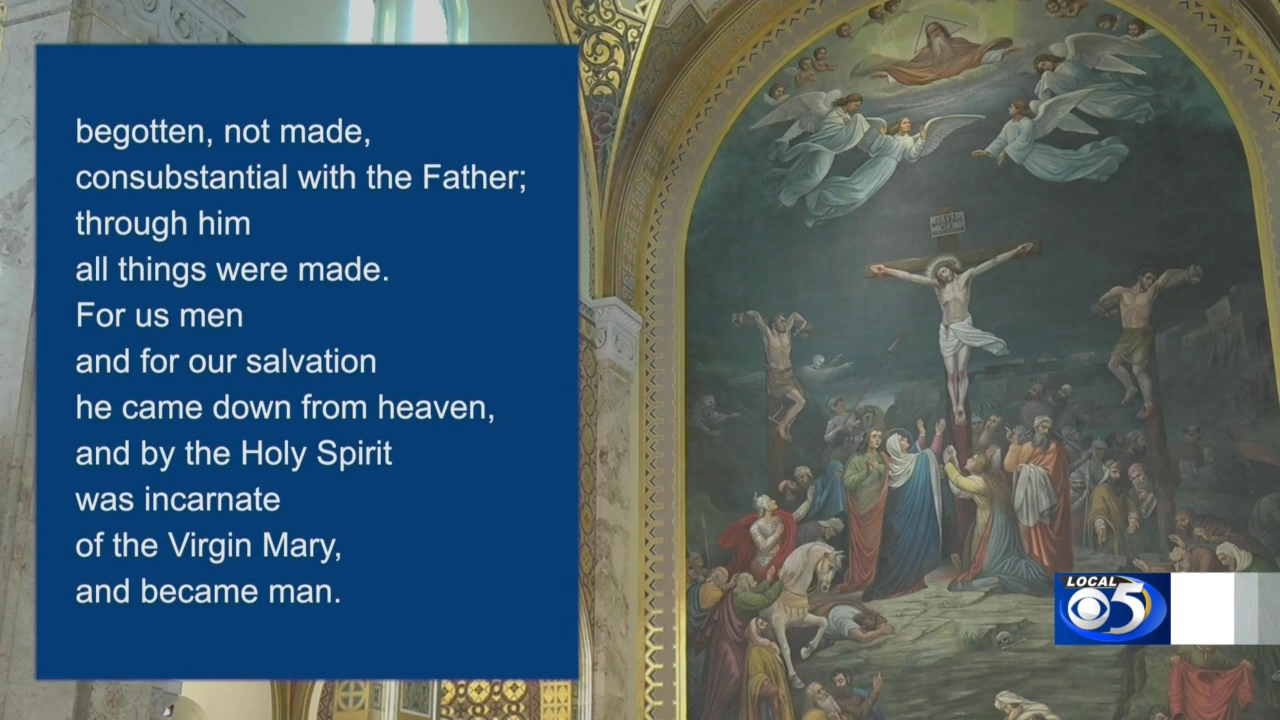 begotten, not made,
consubstantial with the Father;
through him
all things were made.
For us men
and for our salvation
he came down from heaven,
and by the Holy Spirit
was incarnate
of the Virgin Mary,
and became man.
LOCAL
5